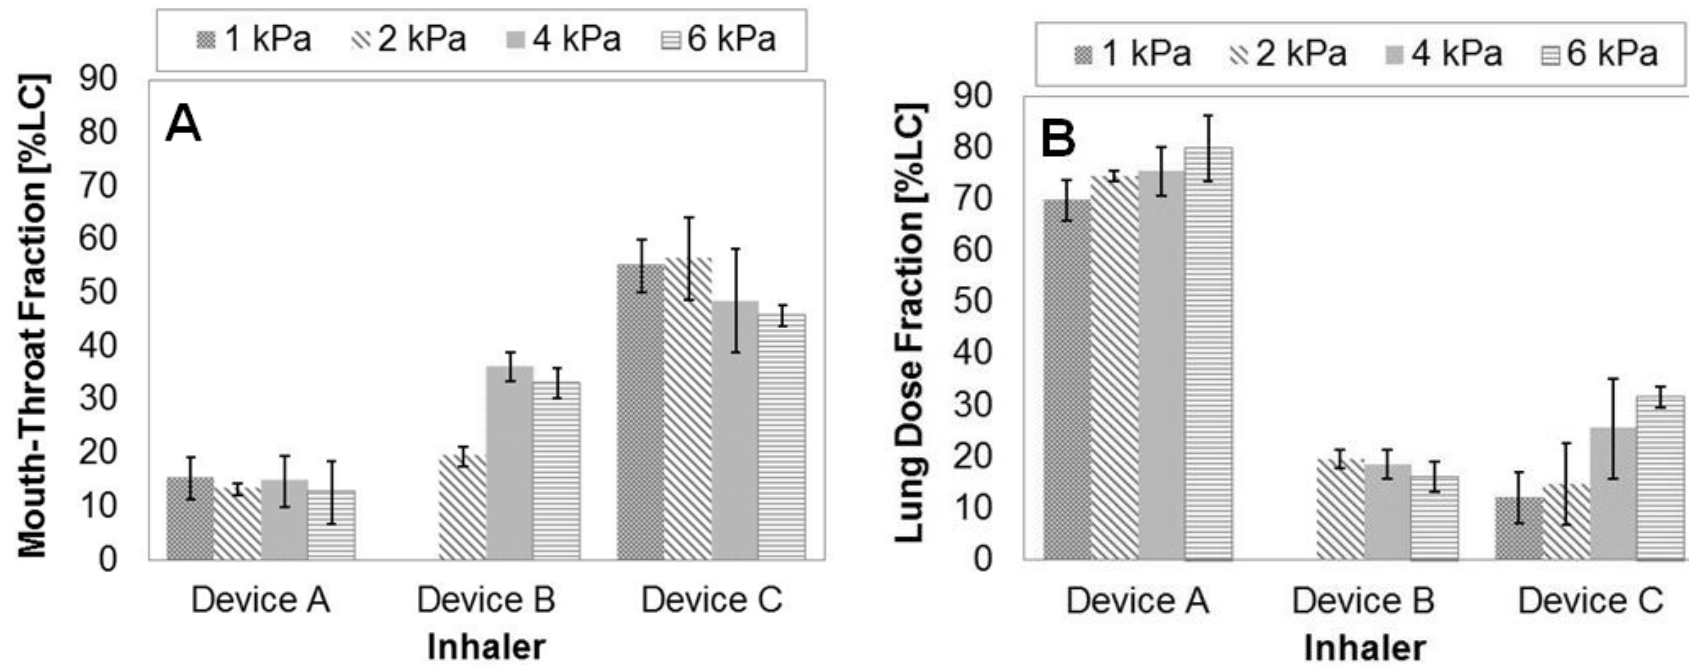 1 kPa 2 kPa 4 kPa 6 kPa
Mouth-Throat Fraction [%LC]
90
80
70
60
50
40
30
20
10
0
A
Device A Device B Device C
Inhaler
1 kPa 2 kPa 4 kPa 6 kPa
Lung Dose Fraction [%LC]
90
80
70
60
50
40
30
20
10
0
B
Device A Device B Device C
Inhaler